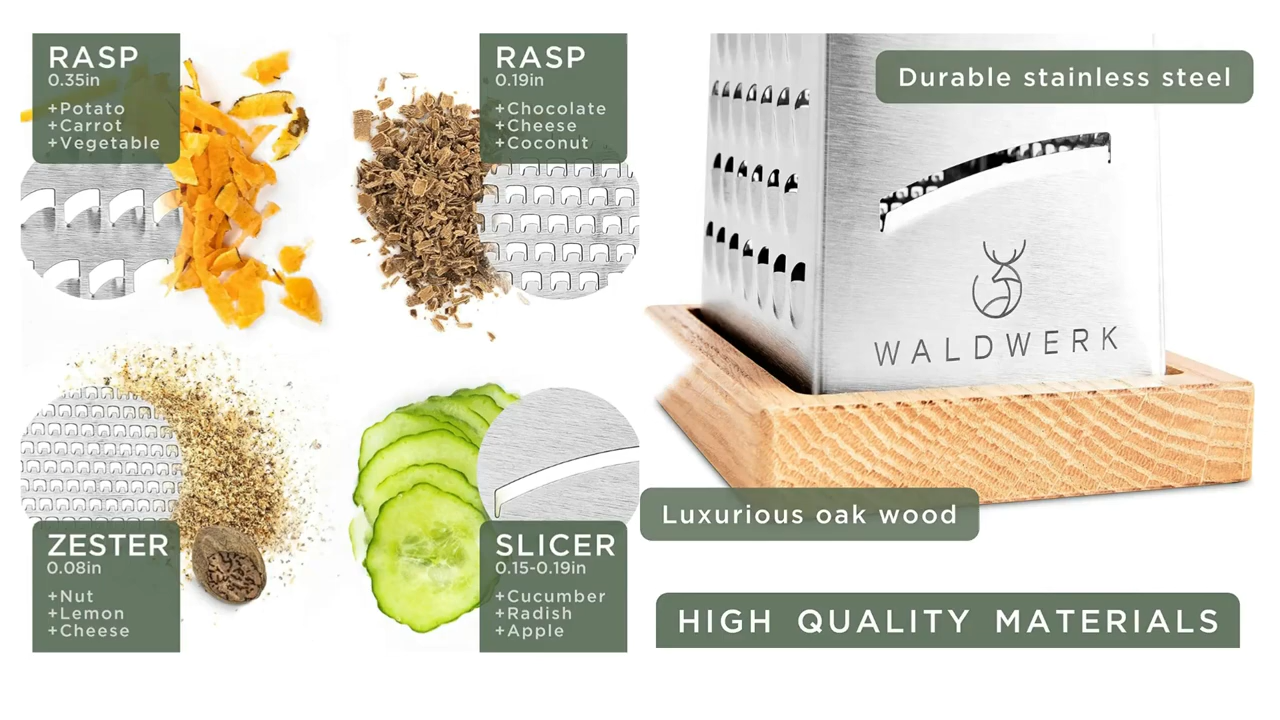 RASP
0.35in
+Potato
+Carrot
+Vegetable
RASP
0.19in
+Chocolate
+Cheese
+Coconut
ZESTER
0.08in
+Nut
+Lemon
+Cheese
SLICER
0.15-0.19in
+Cucumber
+Radish
+Apple
Durable stainless steel
WALDWERK
Luxurious oak wood
HIGH QUALITY MATERIALS